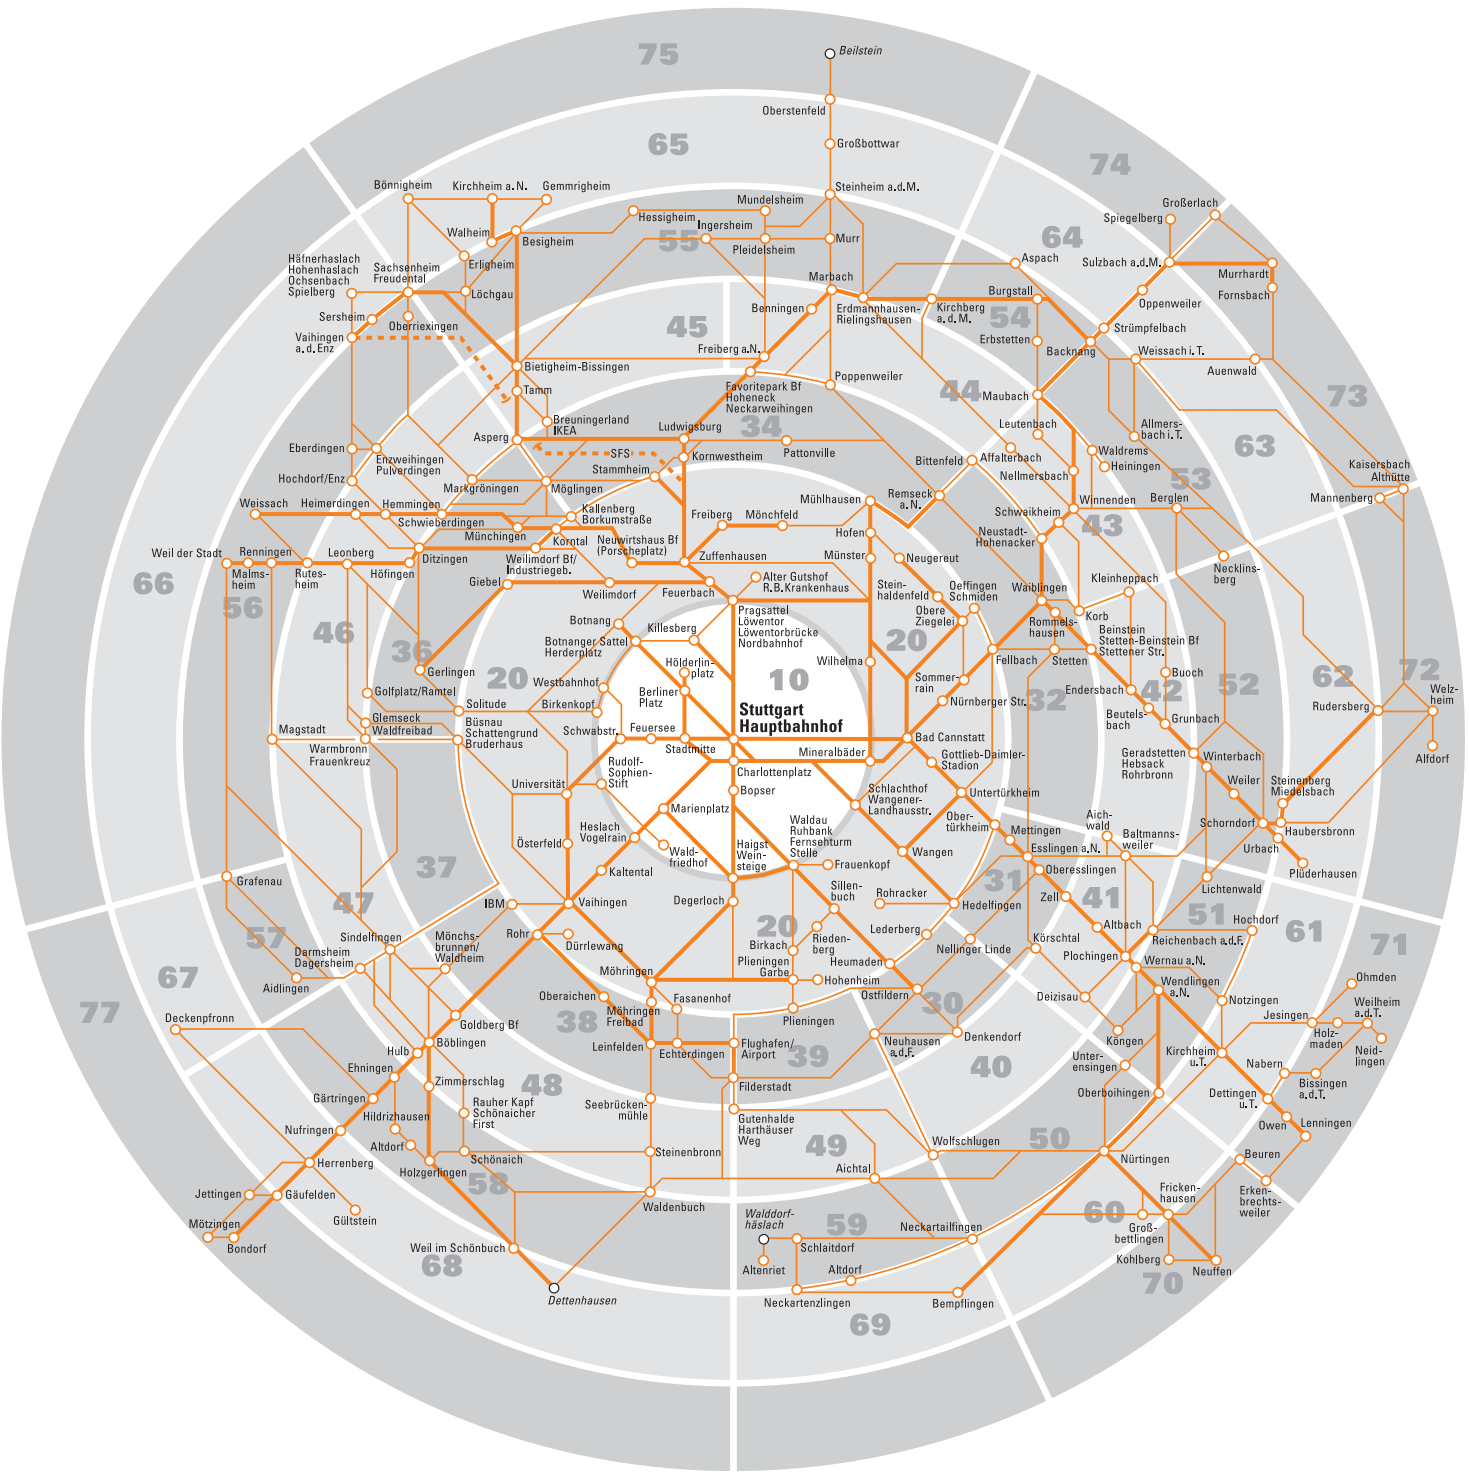 75
Beilstein
Oberstenfeld
65
Großbottwar
74
Bönnigheim
Kirchheim a.N.
Gemmrigheim
Steinheim a.d.M.
Mundelsheim
Großerlach
Spiegelberg
Hessigheim
Ingersheim
Walheim
Besigheim
55
Pleidelsheim
Murr
64
Häfnerhaslach
Hohenhaslach
Ochsenbach
Spielberg
Sachsenheim
Freudental
Erligheim
Aspach
Sulzbach a.d.M.
Murrhardt
Marbach
Löchgau
Burgstall
Fornsbach
Benningen
Erdmannhausen-
Rielingshausen
Kirchberg
a.d.M.
54
Oppenweiler
Sersheim
Oberriexingen
45
Strümpfelbach
Vaihingen
a.d.Enz
Erbstetten
Backnang
Freiberg a.N.
Weissach i.T.
Bietigheim-Bissingen
Auenwald
Poppenweiler
Tamm
Favoritepark Bf
Hoheneck
Neckarweihingen
44
Maubach
73
Breuningerland
IKEA
Ludwigsburg
34
Leutenbach
Allmers-
bach i.T.
Asperg
Pattonville
63
Eberdingen
Enzweihingen
Pulverdingen
SFS
Kornwestheim
Stammheim
Bittenfeld
Affalterbach
Waldrems
Heiningen
Kaisersbach
Althütte
Nellmersbach
53
Hochdorf/Enz
Markgröningen
Möglingen
Mühlhausen
Remseck
a.N.
Winnenden
Berglen
Mannenberg
Weissach
Heimerdingen
Hemmingen
Schwieberdingen
Kallenberg
Borkumstraße
Freiberg
Mönchfeld
Schwaikheim
43
Münchingen
Korntal
Neuwirtshaus Bf
(Porscheplatz)
Hofen
Neustadt-
Hohenacker
Weil der Stadt
Renningen
Leonberg
Ditzingen
Weilimdorf Bf/
Industriegeb.
Zuffenhausen
Münster
Neugereut
Necklins-
berg
66
Malms-
heim
Rutes-
heim
Höfingen
Giebel
Weilimdorf
Feuerbach
Alter Gutshof
R.B.Krankenhaus
Stein-
haldenfeld
Oeffingen
Schmiden
Waiblingen
Kleinheppach
56
46
36
Botnang
Killesberg
Pragsattel
Löwentor
Löwentorbrücke
Nordbahnhof
Obere
Ziegelei
Rommels-
hausen
Korb
Beinstein
Stetten-Beinstein Bf
Stettener Str.
Botnanger Sattel
Herderplatz
20
Fellbach
Stetten
Gerlingen
20
Hölderlin-
platz
Wilhelma
10
Sommer-
rain
32
Endersbach
42
Buoch
52
62
72
Golfplatz/Ramtel
Westbahnhof
Berliner
Platz
Stuttgart
Hauptbahnhof
Nürnberger Str.
Beutels-
bach
Grunbach
Rudersberg
Welz-
heim
Solitude
Birkenkopf
Magstadt
Glemseck
Waldfreibad
Büsnau
Schattengrund
Bruderhaus
Schwabstr.
Feuersee
Stadtmitte
Mineralbäder
Bad Cannstatt
Geradstetten
Hebsack
Rohrbronn
Winterbach
Alfdorf
Warmbronn
Frauenkreuz
Rudolf-
Sophien-
Stift
Charlottenplatz
Gottlieb-Daimler-
Stadion
Weiler
Steinenberg
Miedelsbach
Universität
Bopser
Schlachthof
Wangener-
Landhausstr.
Untertürkheim
Marienplatz
Ober-
türkheim
Mettingen
Aich-
wald
Baltmanns-
weiler
Schorndorf
Haubersbronn
Österfeld
Heslach
Vogelrain
Waldau
Ruhbank
Fernsehturm
Stelle
Wangen
Esslingen a.N.
Urbach
Wald-
friedhof
Haigst
Wein-
steige
Frauenkopf
Oberesslingen
Plüderhausen
37
Kaltental
31
Lichtenwald
Grafenau
Sillen-
buch
Rohracker
Zell
41
47
IBM
Vaihingen
Degerloch
Hedelfingen
51
Hochdorf
57
Sindelfingen
Mönchs-
brunnen/
Waldheim
Rohr
Dürrlewang
20
Birkach
Rieden-
berg
Lederberg
Nellinger Linde
Körschtal
Altbach
Reichenbach a.d.F.
61
71
67
Darmsheim
Dagersheim
Plieningen
Garbe
Heumaden
Plochingen
Wernau a.N.
Aidlingen
Möhringen
Hohenheim
Wendlingen
a.N.
Ohmden
77
Deckenpfronn
Oberaichen
Möhringen
Freibad
Fasanenhof
Ostfildern
30
Deizisau
Notzingen
Weilheim
a.d.T.
38
Goldberg Bf
Plieningen
Denkendorf
Jesingen
Holz-
maden
Neid-
lingen
Hulb
Böblingen
Leinfelden
Echterdingen
Flughafen/
Airport
39
Neuhausen
a.d.F.
40
Köngen
Unter-
ensingen
Kirchheim
u.T.
Nabern
Ehningen
Zimmerschlag
48
Filderstadt
Bissingen
a.d.T.
Gärtringen
Rauher Kapf
Schönaicher
First
Seebrücken-
mühle
Oberboihingen
Dettingen
u.T.
Hildrizhausen
Gutenhalde
Harthäuser
Weg
Owen
Lenningen
Nufringen
Altdorf
49
Wolfschlugen
50
Herrenberg
Holzgerlingen
Schönaich
Steinenbronn
Aichtal
Nürtingen
Beuren
58
Jettingen
Gäufelden
Waldenbuch
Fricken-
hausen
Erken-
brechts-
weiler
Gültstein
Walddorf-
häslach
59
Neckartailfingen
60
Groß-
bettlingen
Mötzingen
Bondorf
Weil im Schönbuch
Schlaitdorf
68
Altenriet
Altdorf
Kohlberg
Neuffen
70
Dettenhausen
Neckartenzlingen
Bempflingen
69